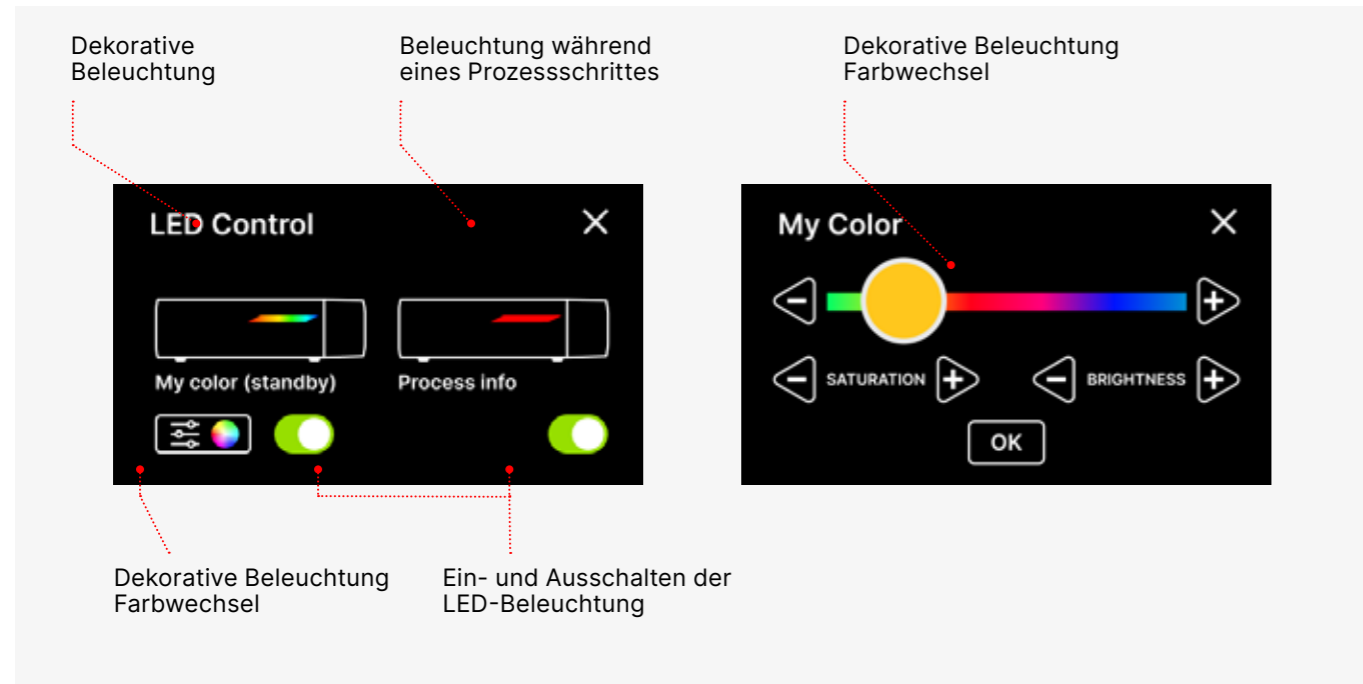 Dekorative
Beleuchtung
Beleuchtung während
eines Prozessschrittes
Dekorative Beleuchtung
Farbwechsel
LED Control
My color (standby)
Process info
My Color
SATURATION
BRIGHTNESS
OK
Dekorative Beleuchtung
Farbwechsel
Ein- und Ausschalten der
LED-Beleuchtung